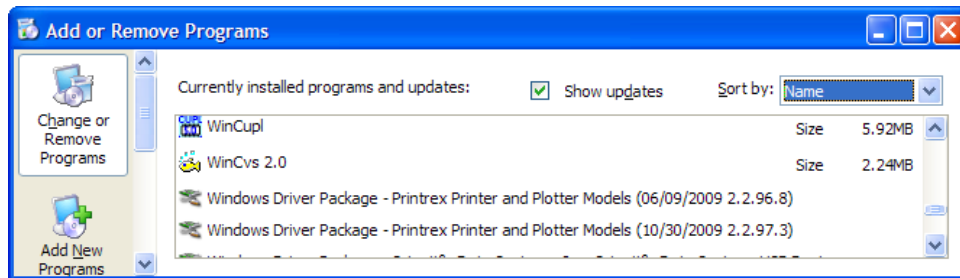 Add or Remove Programs
Change or
Remove
Programs
Add New
Programs
Currently installed programs and updates:
Show updates
Sort by:
Name
WinCupl Size 5.92MB
WinCvs 2.0 Size 2.24MB
Windows Driver Package - Printrex Printer and Plotter Models (06/09/2009 2.2.96.8)
Windows Driver Package - Printrex Printer and Plotter Models (10/30/2009 2.2.97.3)